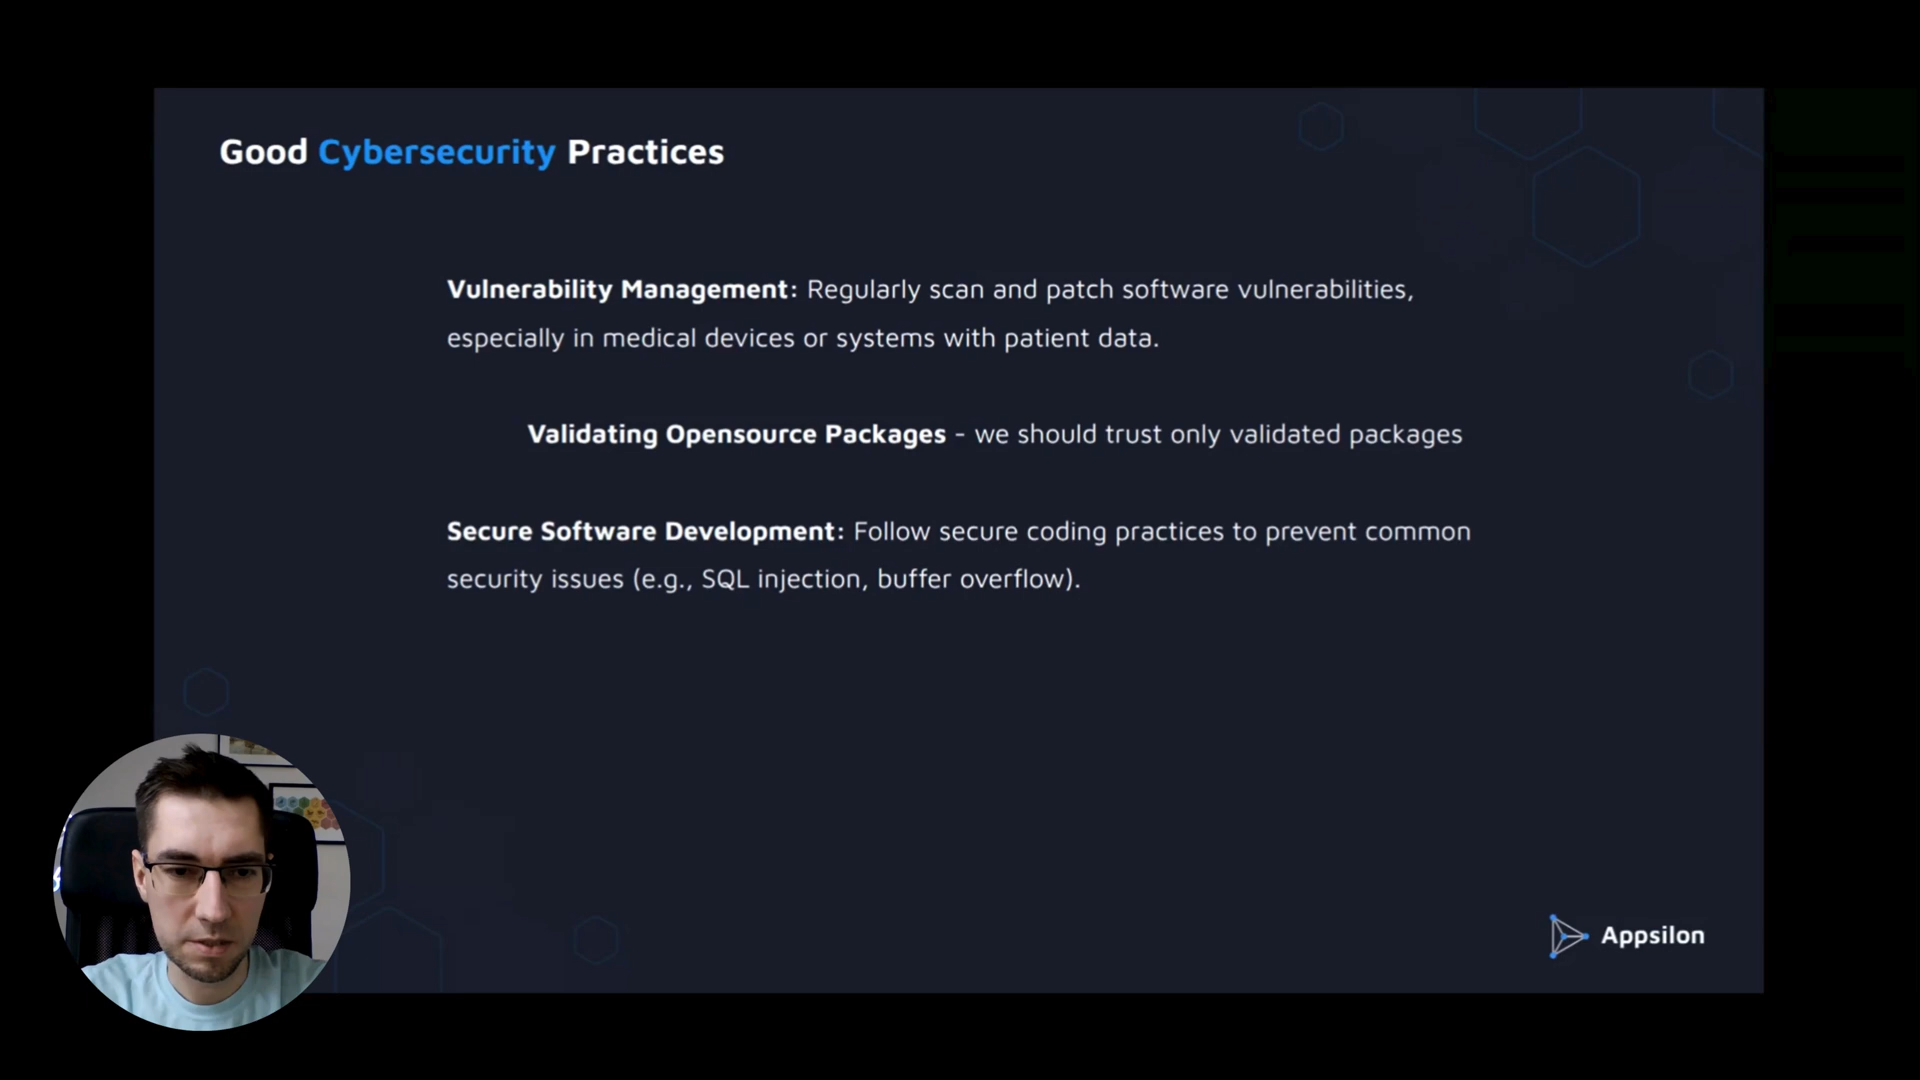 Good Cybersecurity Practices
Vulnerability Management: Regularly scan and patch software vulnerabilities,
especially in medical devices or systems with patient data.
Validating Opensource Packages - we should trust only validated packages
Secure Software Development: Follow secure coding practices to prevent common
security issues (e.g., SQL injection, buffer overflow).
Appsilon